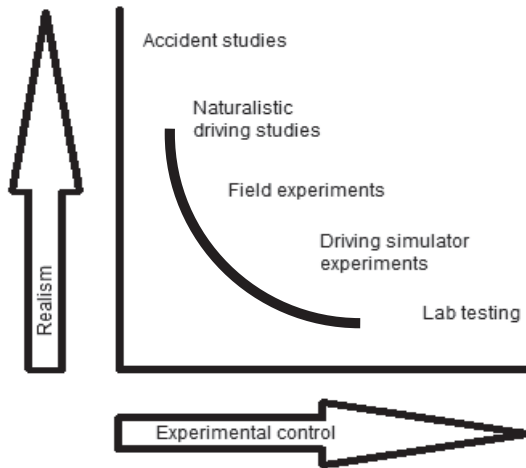 Accident studies
Naturalistic
driving studies
Field experiments
Driving simulator
experiments
Lab testing
Realism
Experimental control